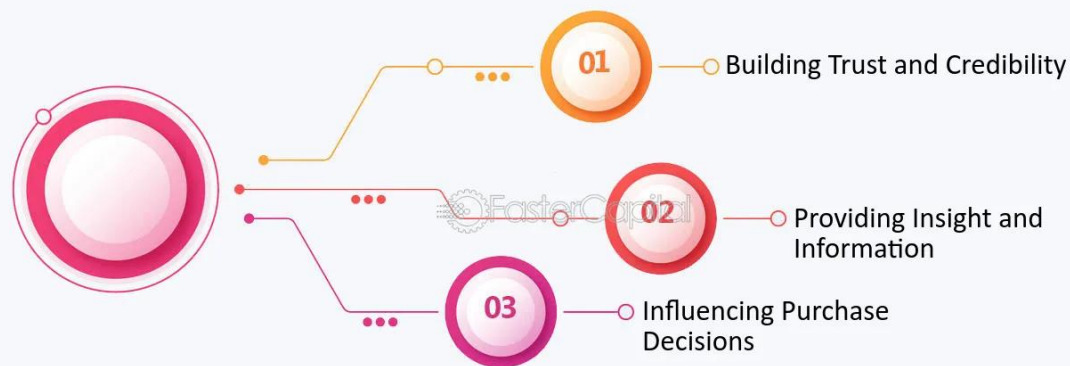 01
Building Trust and Credibility
FasterCapital
02
Providing Insight and
Information
03
Influencing Purchase
Decisions